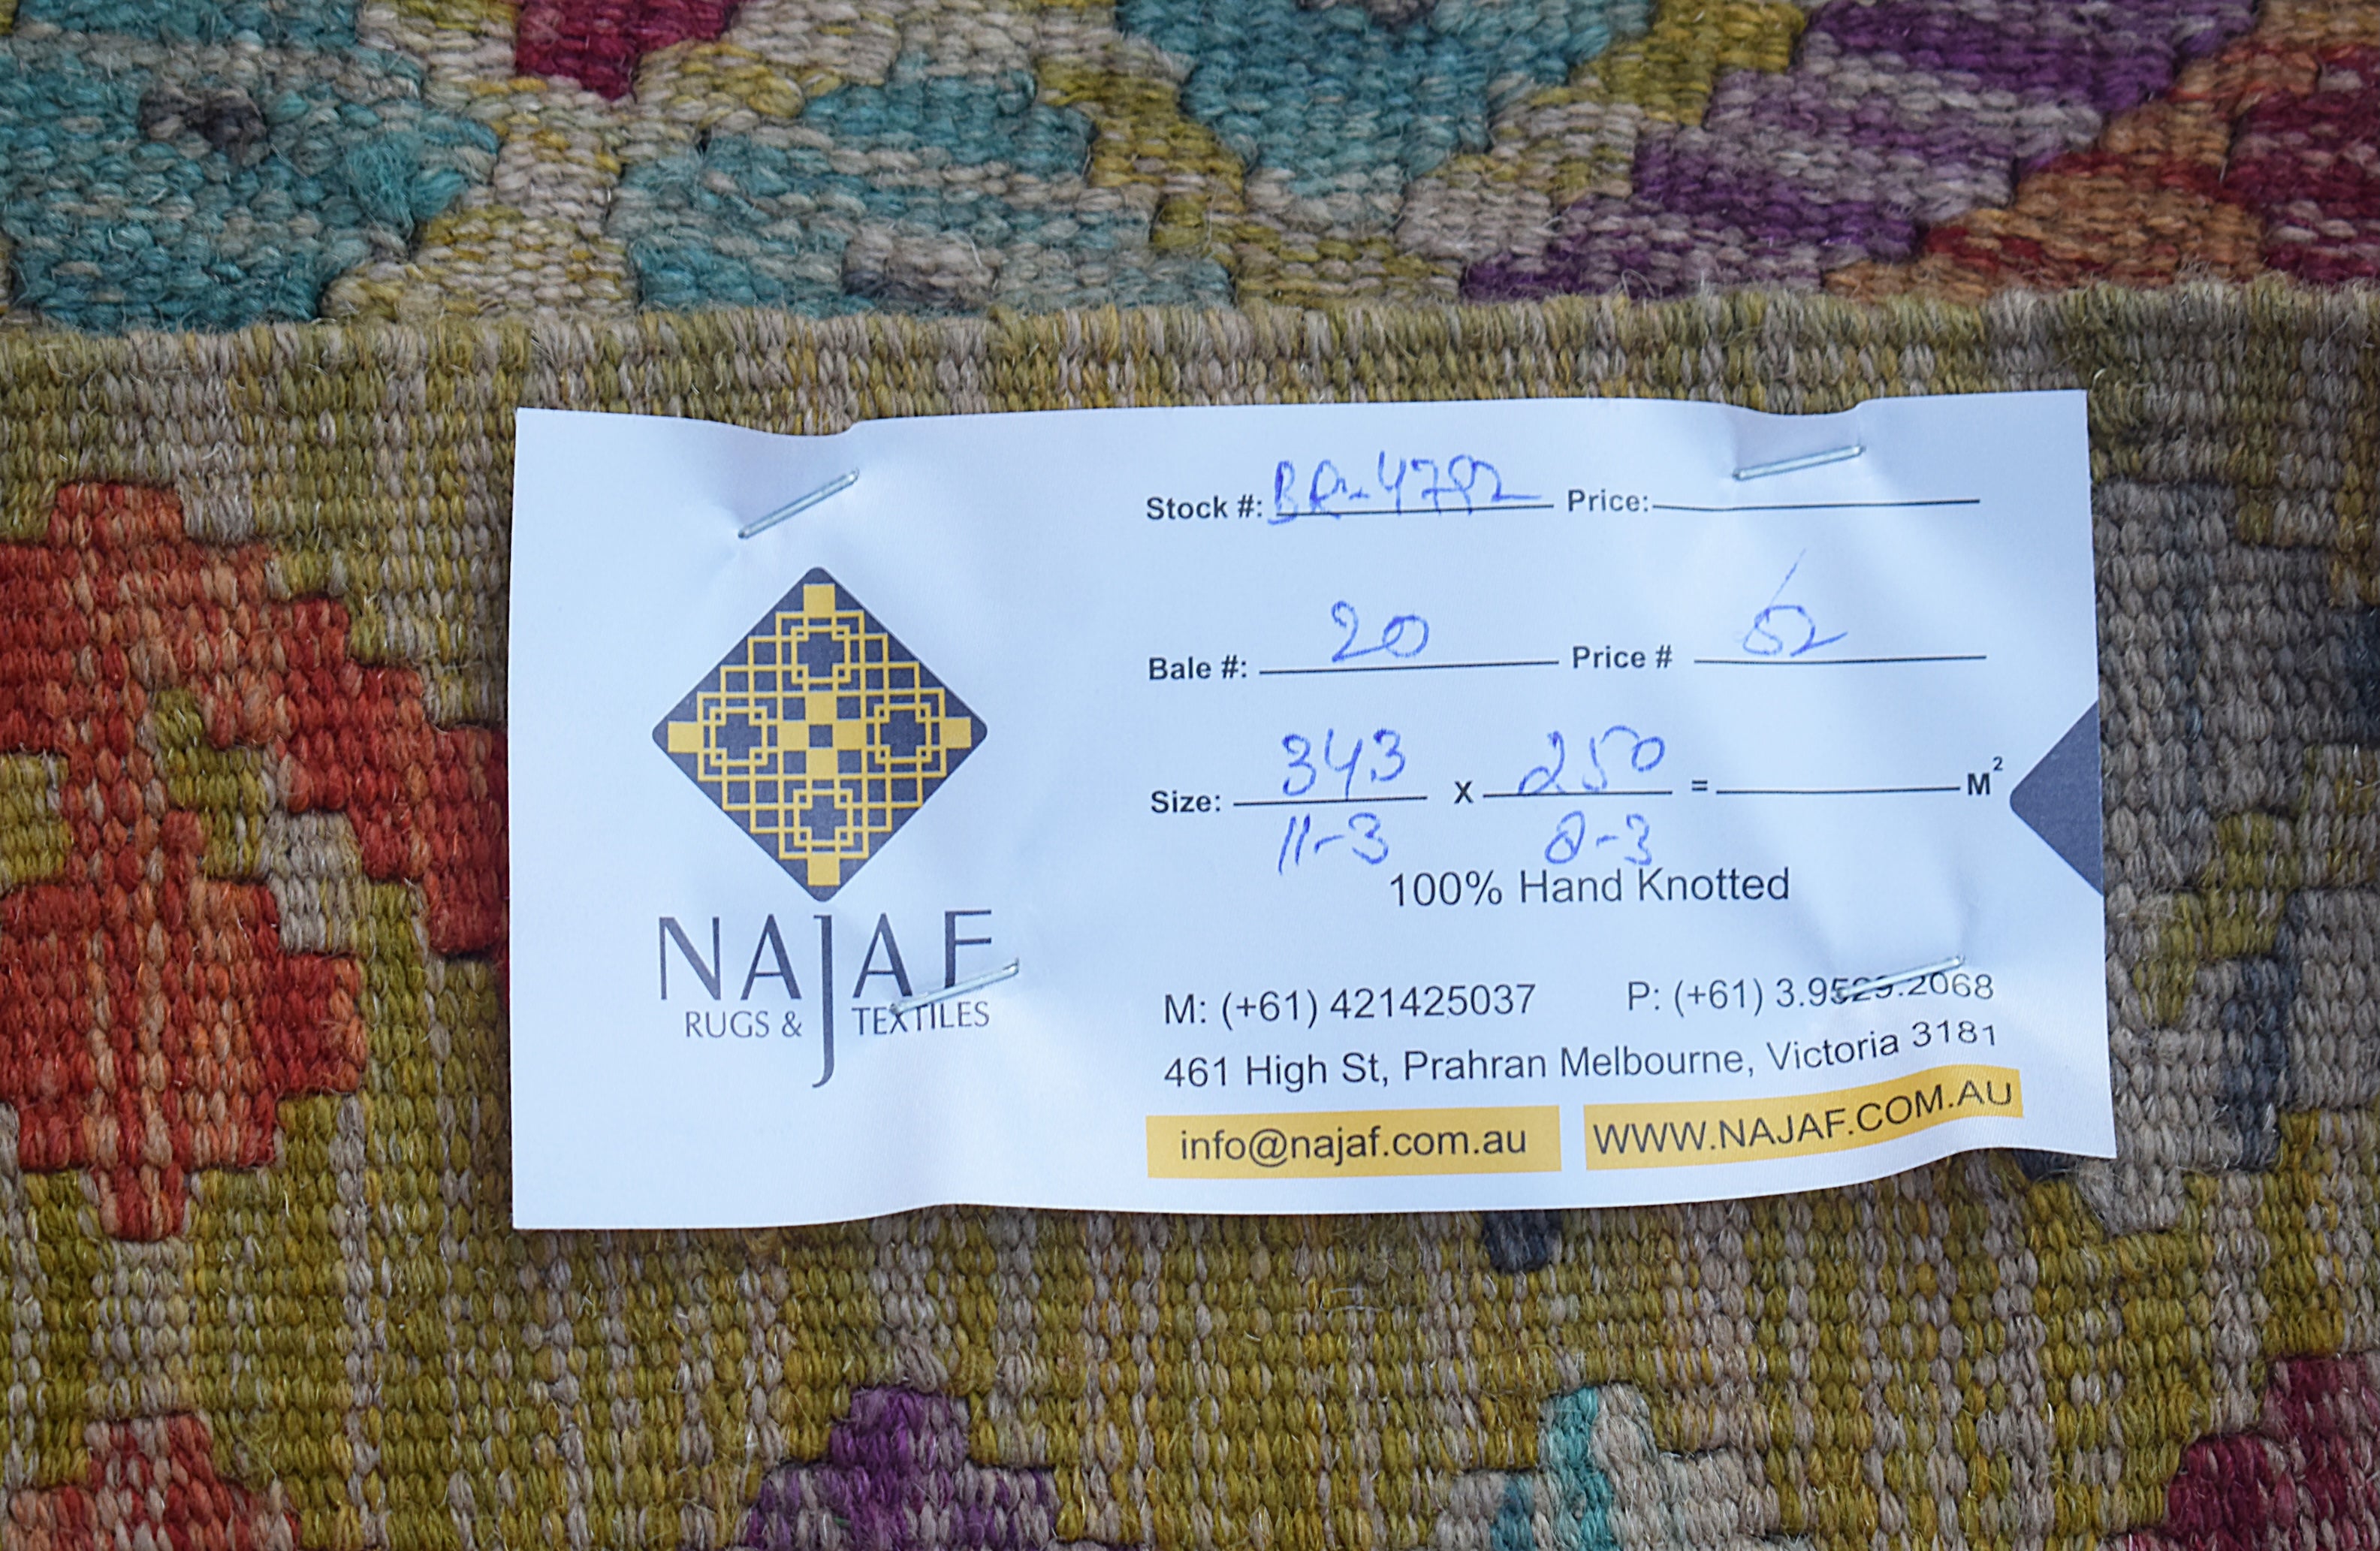 NAJAF
RUGS & TEXTILES
Stock #: BR-4792 Price:
Bale #: 20 Price # 62
Size: 343 X 250 = M²
11-3 8-3
100% Hand Knotted
M: (+61) 421425037 P: (+61) 3.9529.2068
461 High St, Prahran Melbourne, Victoria 3181
info@najaf.com.au WWW.NAJAF.COM.AU